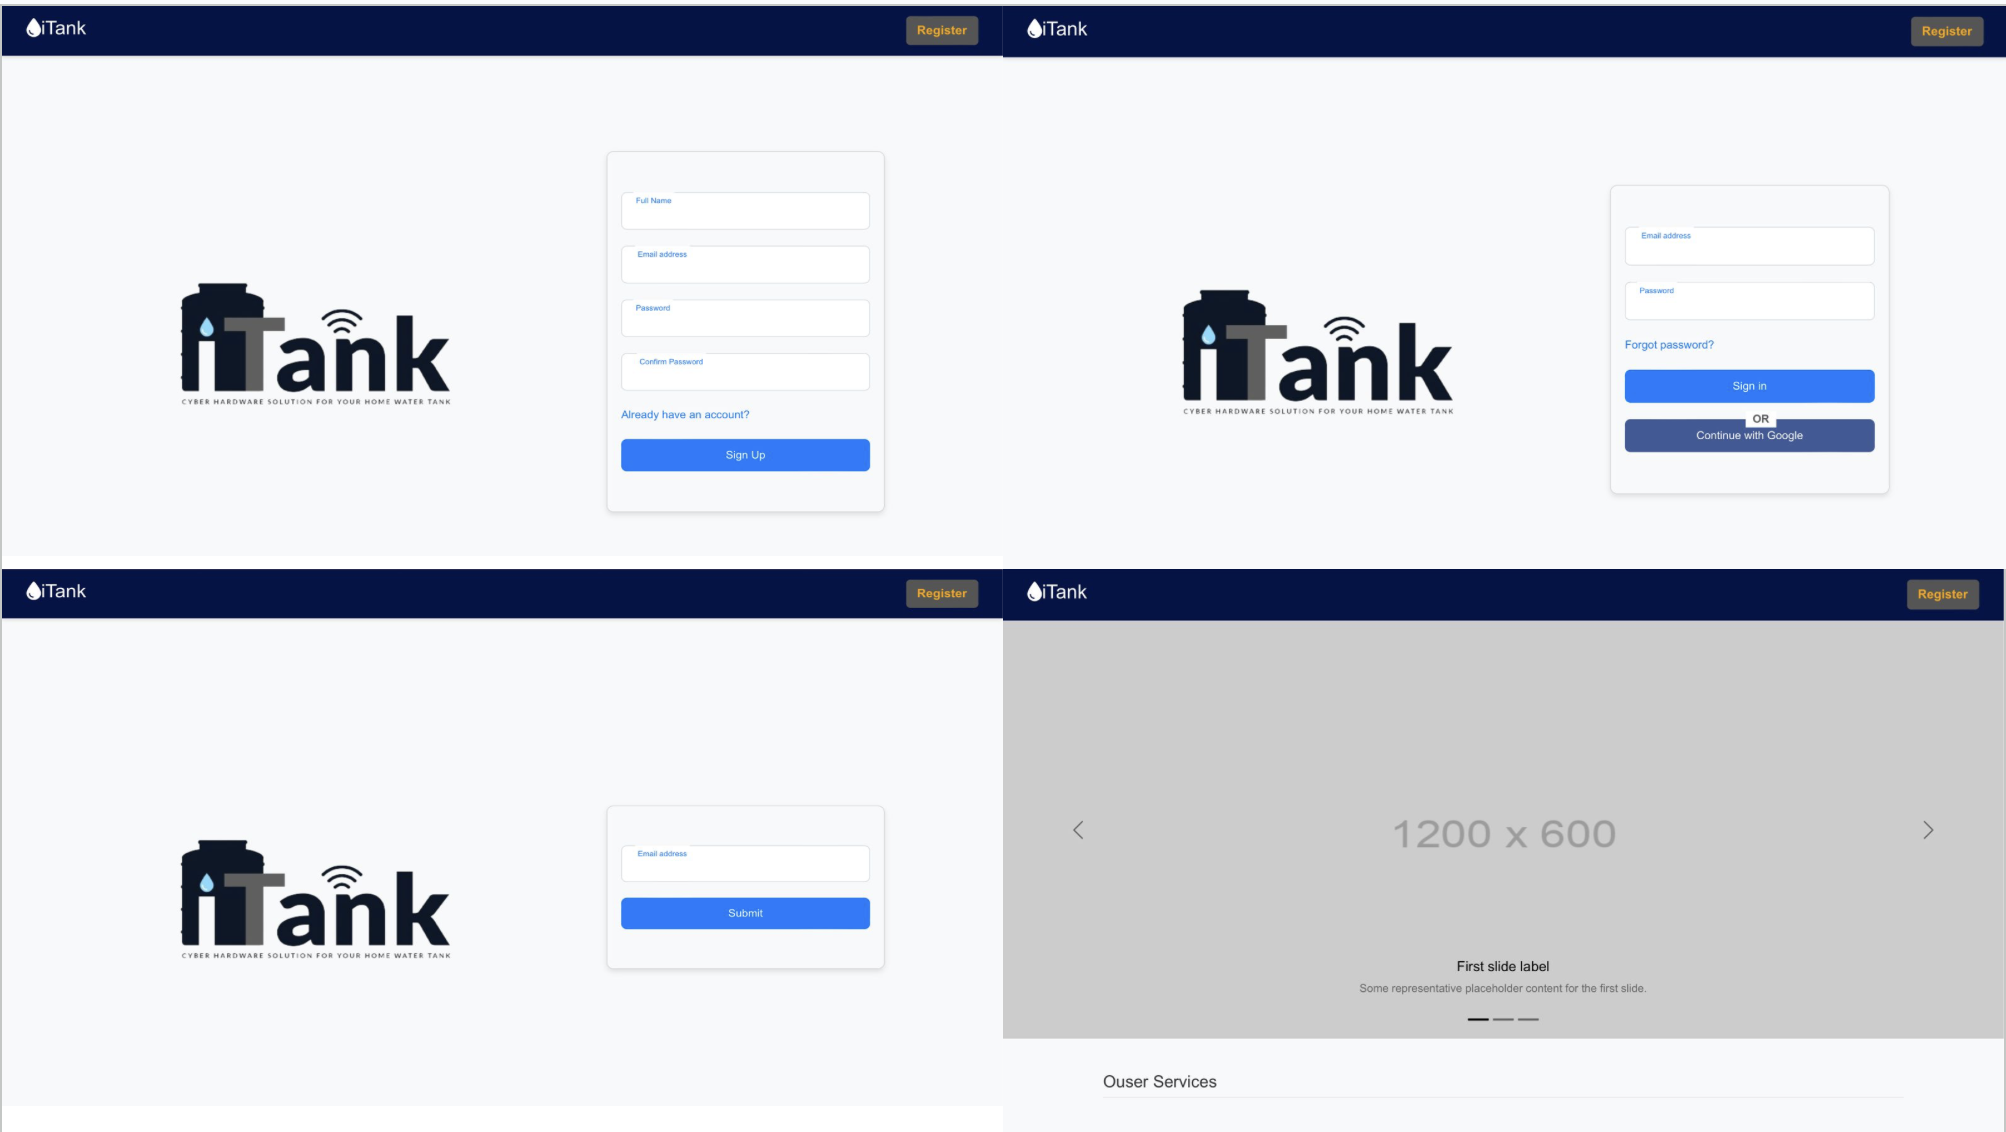 iTank
Register
Full Name
Email address
Password
Confirm Password
iTank
CYBER HARDWARE SOLUTION FOR YOUR HOME WATER TANK
Already have an account?
Sign Up
iTank
Register
Email address
Password
Forgot password?
iTank
CYBER HARDWARE SOLUTION FOR YOUR HOME WATER TANK
Sign in
OR
Continue with Google
iTank
Register
Email address
iTank
CYBER HARDWARE SOLUTION FOR YOUR HOME WATER TANK
Submit
iTank
Register
1200 x 600
First slide label
Some representative placeholder content for the first slide.
Ouser Services